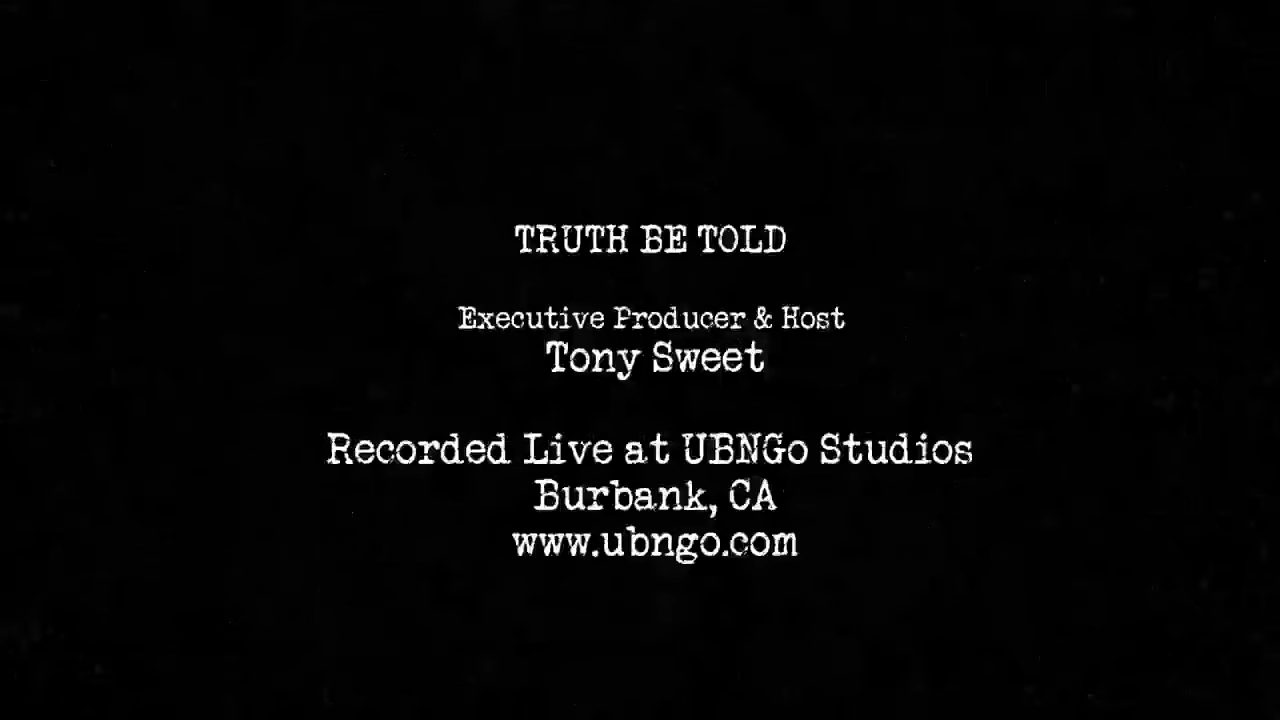 TRUTH BE TOLD
Executive Producer & Host
Tony Sweet
Recorded Live at UBNGo Studios
Burbank, CA
www.ubngo.com